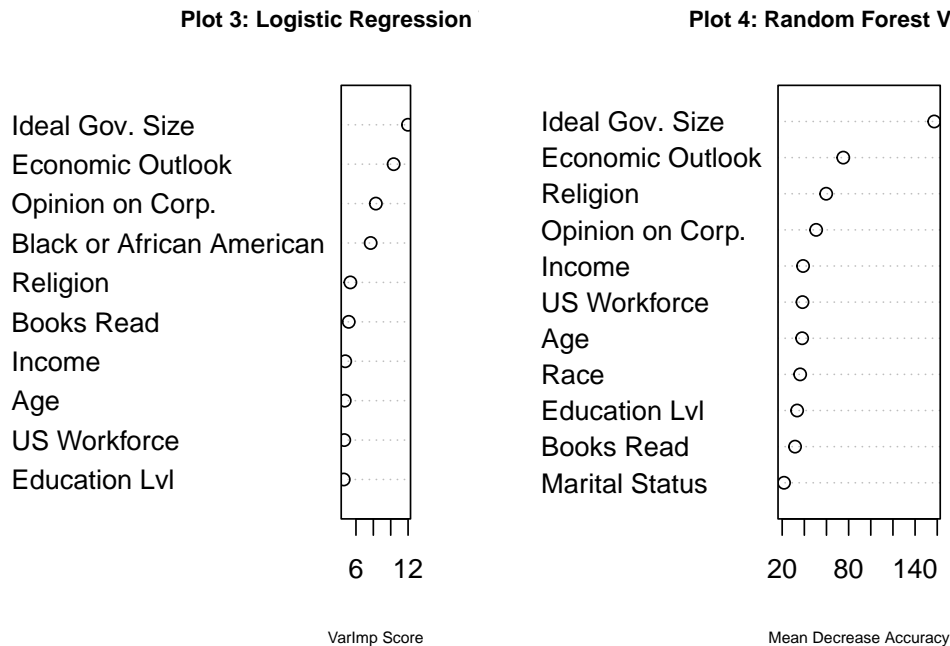 Plot 3: Logistic Regression
Ideal Gov. Size
Economic Outlook
Opinion on Corp.
Black or African American
Religion
Books Read
Income
Age
US Workforce
Education Lvl
6 12
VarImp Score
Plot 4: Random Forest V
Ideal Gov. Size
Economic Outlook
Religion
Opinion on Corp.
Income
US Workforce
Age
Race
Education Lvl
Books Read
Marital Status
20 80 140
Mean Decrease Accuracy